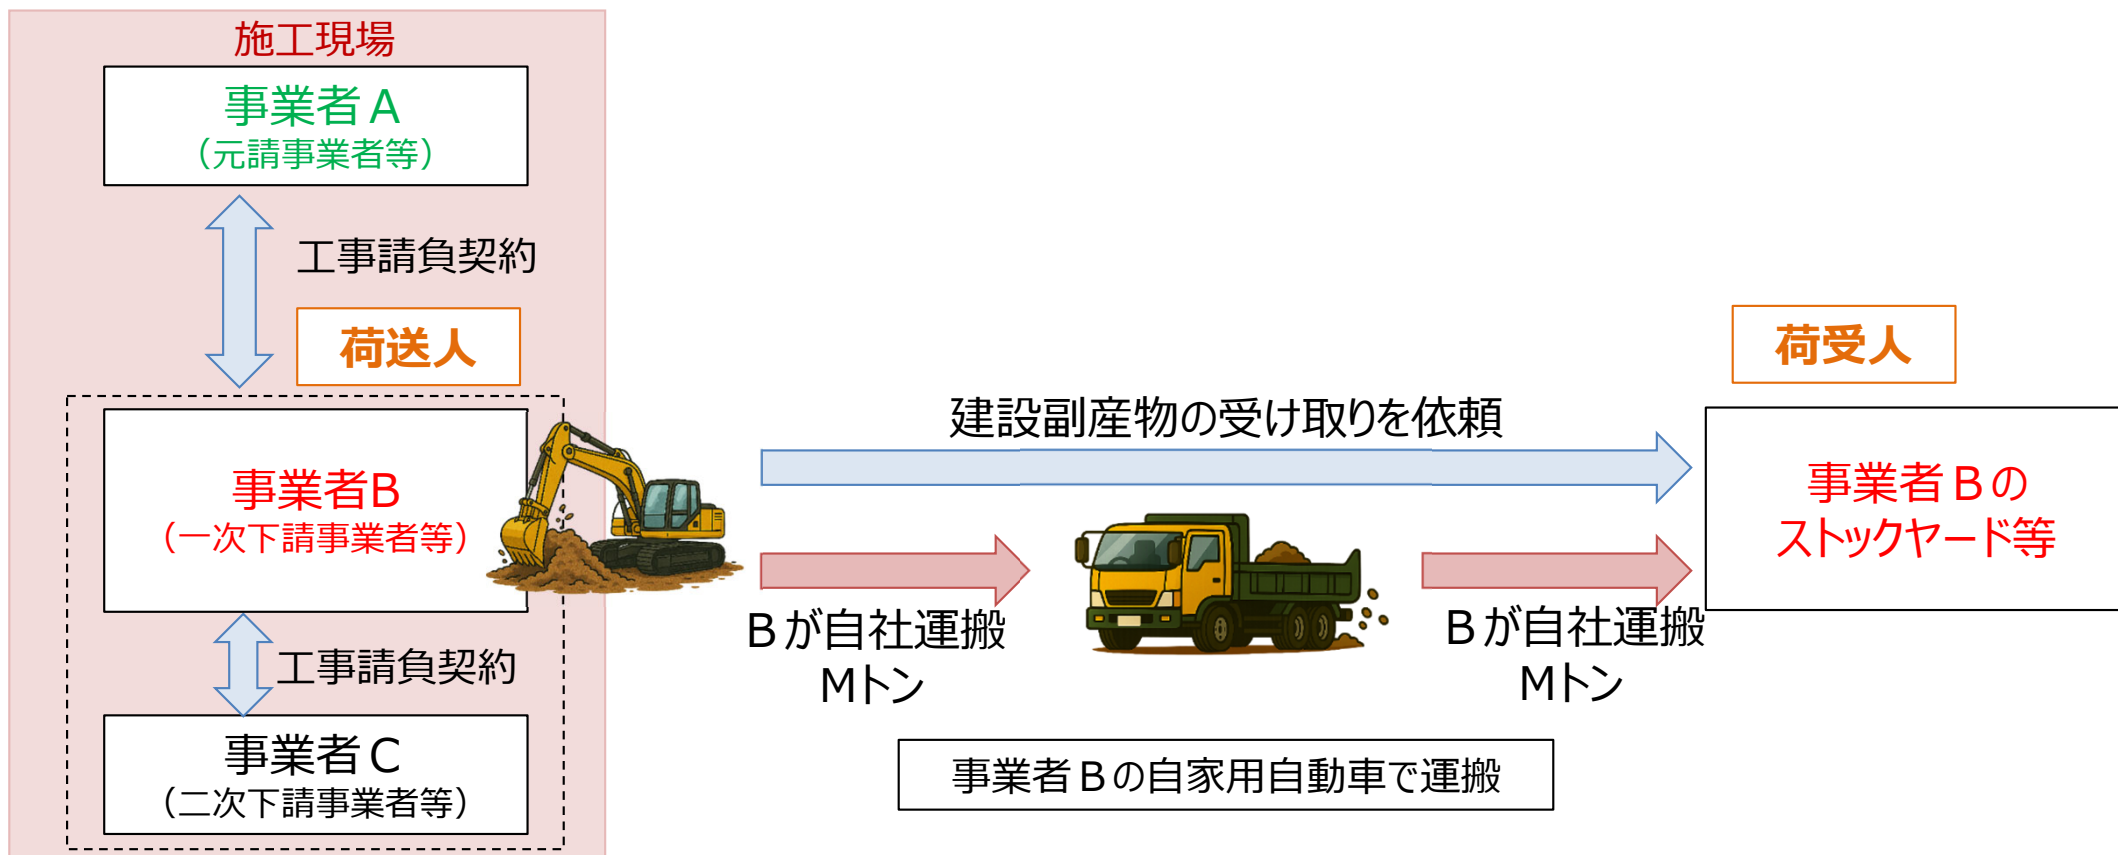 施工現場
事業者A
（元請事業者等）
工事請負契約
荷送人
事業者B
（一次下請事業者等）
工事請負契約
事業者C
（二次下請事業者等）
建設副産物の受け取りを依頼
Bが自社運搬
Mトン
Bが自社運搬
Mトン
事業者Bの自家用自動車で運搬
荷受人
事業者Bの
ストックヤード等